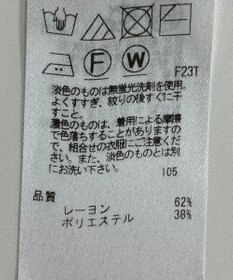 F
W
F23T
淡色のものは無蛍光洗剤を使用。
よくすすぎ、絞りの後すぐに干
すこと。
濃色のものは、着用による摩擦
で色落ちすることがありますの
で、組合せの衣服にご注意くださ
い。また、淡色のものとは別
にお洗い下さい。
105
品質
レーヨン 62%
ポリエステル 38%